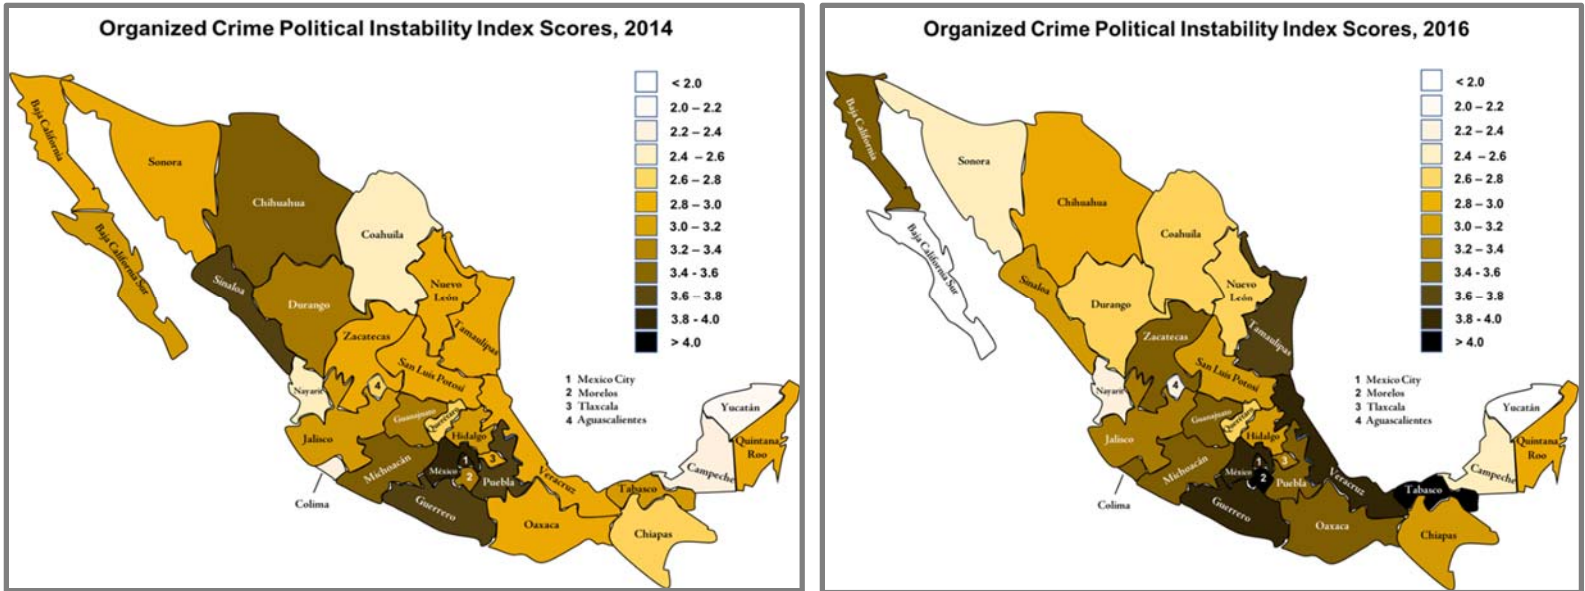 Organized Crime Political Instability Index Scores, 2014
< 2.0
2.0 – 2.2
2.2 – 2.4
2.4 – 2.6
2.6 – 2.8
2.8 – 3.0
3.0 – 3.2
3.2 – 3.4
3.4 - 3.6
3.6 – 3.8
3.8 - 4.0
> 4.0
1 Mexico City
2 Morelos
3 Tlaxcala
4 Aguascalientes
Baja California
Sonora
Chihuahua
Coahuila
Baja California Sur
Sinaloa
Durango
Nuevo
León
Zacatecas
Tamaulipas
San Luis Potosí
Nayarit
4
Guanajuato
Querétaro
Jalisco
Hidalgo
Michoacán
México
1
3
2
Puebla
Veracruz
Colima
Guerrero
Oaxaca
Tabasco
Chiapas
Campeche
Yucatán
Quintana
Roo
Organized Crime Political Instability Index Scores, 2016
< 2.0
2.0 – 2.2
2.2 – 2.4
2.4 – 2.6
2.6 – 2.8
2.8 – 3.0
3.0 – 3.2
3.2 – 3.4
3.4 - 3.6
3.6 – 3.8
3.8 - 4.0
> 4.0
1 Mexico City
2 Morelos
3 Tlaxcala
4 Aguascalientes
Baja California
Sonora
Chihuahua
Coahuila
Baja California Sur
Sinaloa
Durango
Nuevo
León
Zacatecas
Tamaulipas
San Luis Potosí
Nayarit
4
Guanajuato
Querétaro
Jalisco
Hidalgo
Michoacán
México
1
3
2
Puebla
Veracruz
Colima
Guerrero
Oaxaca
Tabasco
Chiapas
Campeche
Yucatán
Quintana
Roo